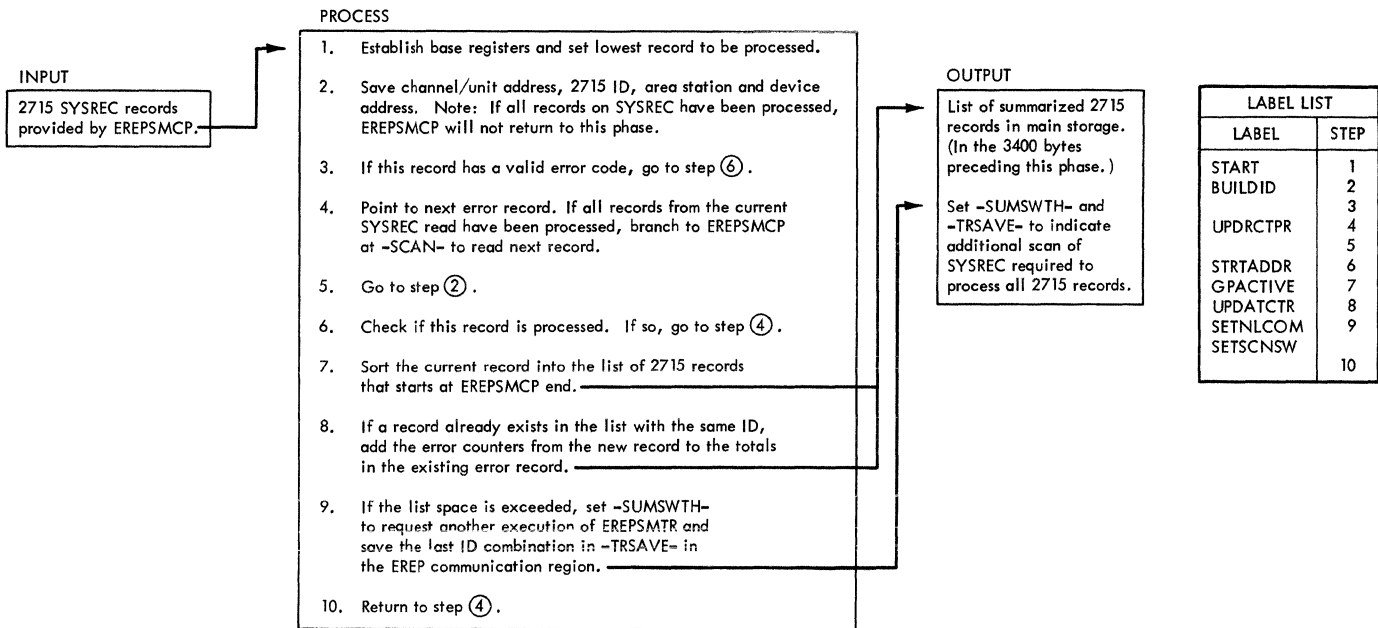 PROCESS
INPUT
2715 SYSREC records
provided by EREPSMCP.
1. Establish base registers and set lowest record to be processed.
2. Save channel/unit address, 2715 ID, area station and device
address. Note: If all records on SYSREC have been processed,
EREPSMCP will not return to this phase.
3. If this record has a valid error code, go to step 6.
4. Point to next error record. If all records from the current
SYSREC read have been processed, branch to EREPSMCP
at -SCAN- to read next record.
5. Go to step 2.
6. Check if this record is processed. If so, go to step 4.
7. Sort the current record into the list of 2715 records
that starts at EREPSMCP end.
8. If a record already exists in the list with the same ID,
add the error counters from the new record to the totals
in the existing error record.
9. If the list space is exceeded, set -SUMSWTH-
to request another execution of EREPSMTR and
save the last ID combination in -TRSAVE- in
the EREP communication region.
10. Return to step 4.
OUTPUT
List of summarized 2715
records in main storage.
(In the 3400 bytes
preceding this phase.)
Set -SUMSWTH- and
-TRSAVE- to indicate
additional scan of
SYSREC required to
process all 2715 records.
LABEL LIST
LABEL STEP
START 1
BUILDID 2
3
UPDRCTPR 4
5
STRTADDR 6
GPACTIVE 7
UPDATCTR 8
SETNLCOM 9
SETSCNSW
10